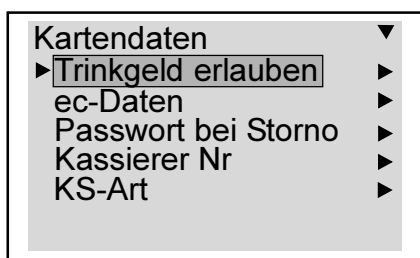 Kartendaten
Trinkgeld erlauben
ec-Daten
Passwort bei Storno
Kassierer Nr
KS-Art